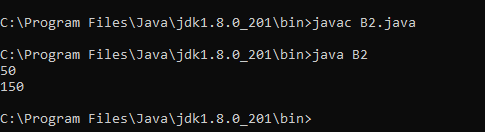 C:\Program Files\Java\jdk1.8.0_201\bin>javac B2.java
C:\Program Files\Java\jdk1.8.0_201\bin>java B2
50
150
C:\Program Files\Java\jdk1.8.0_201\bin>